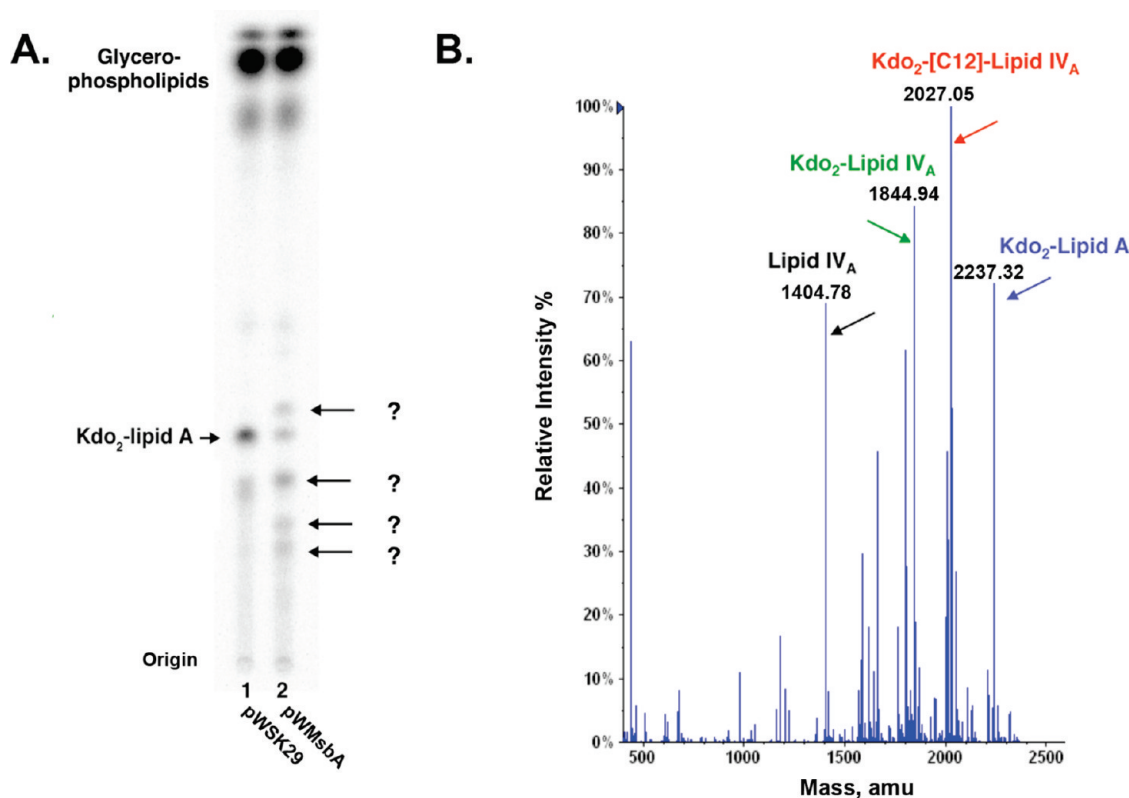 A.
Glycero-
phospholipids
Kdo2-lipid A
Origin
?
?
?
?
1
2
pWSK29
pWMsbA
B.
Relative Intensity %
100%
90%
80%
70%
60%
50%
40%
30%
20%
10%
0%
Kdo2-[C12]-Lipid IVA
2027.05
Kdo2-Lipid IVA
1844.94
Lipid IVA
1404.78
Kdo2-Lipid A
2237.32
500
1000
1500
2000
2500
Mass, amu